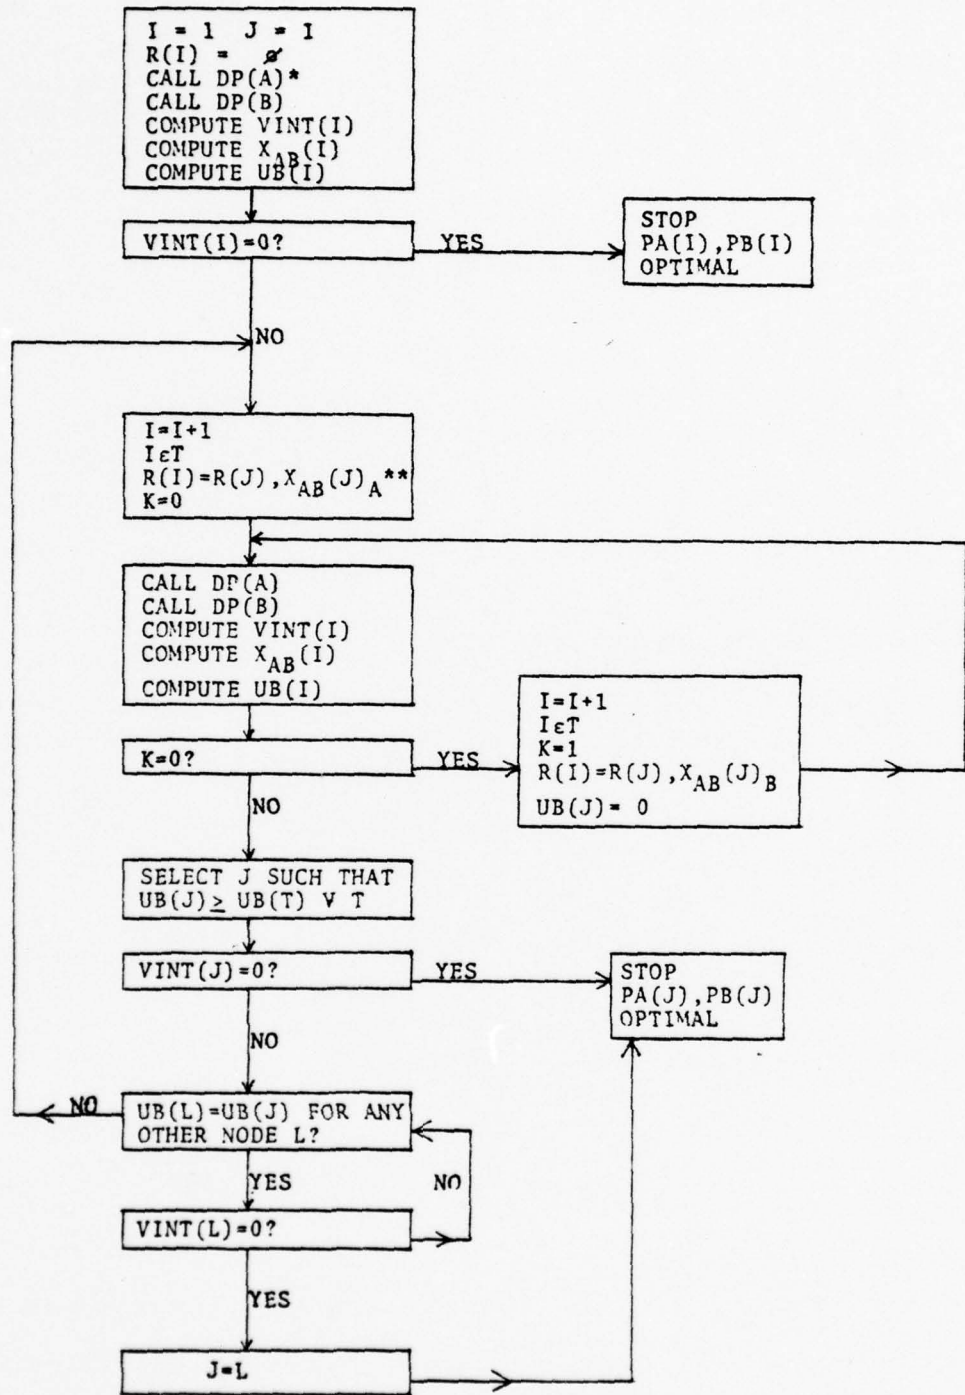 I = 1 J = 1
R(I) = ø
CALL DP(A)*
CALL DP(B)
COMPUTE VINT(I)
COMPUTE X_AB(I)
COMPUTE UB(I)
VINT(I)=0?
YES
STOP
PA(I),PB(I)
OPTIMAL
NO
I=I+1
IεT
R(I)=R(J),X_AB(J)_A**
K=0
CALL DP(A)
CALL DP(B)
COMPUTE VINT(I)
COMPUTE X_AB(I)
COMPUTE UB(I)
K=0?
YES
I=I+1
IεT
K=1
R(I)=R(J),X_AB(J)_B
UB(J)= 0
NO
SELECT J SUCH THAT
UB(J)≥ UB(T) ∀ T
VINT(J)=0?
YES
STOP
PA(J),PB(J)
OPTIMAL
NO
NO
UB(L)=UB(J) FOR ANY
OTHER NODE L?
YES
NO
VINT(L)=0?
YES
J=L